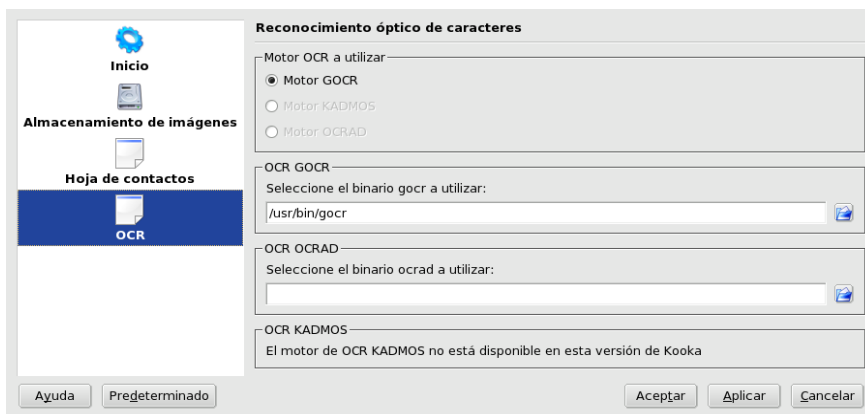 Inicio
Almacenamiento de imágenes
Hoja de contactos
OCR
Reconocimiento óptico de caracteres
Motor OCR a utilizar
Motor GOCR
Motor KADMOS
Motor OCRAD
OCR GOCR
Seleccione el binario gocr a utilizar:
/usr/bin/gocr
OCR OCRAD
Seleccione el binario ocrad a utilizar:
OCR KADMOS
El motor de OCR KADMOS no está disponible en esta versión de Kooka
Ayuda Predeterminado Aceptar Aplicar Cancelar